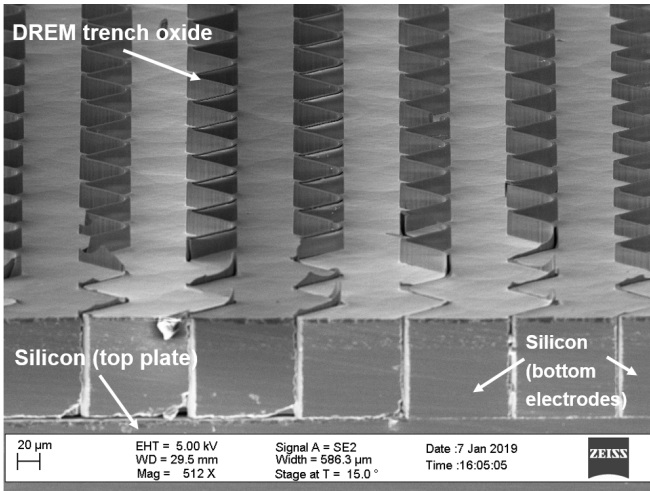 DREM trench oxide
Silicon (top plate)
Silicon
(bottom
electrodes)
20 µm
EHT = 5.00 kV
WD = 29.5 mm
Mag = 512 X
Signal A = SE2
Width = 586.3 µm
Stage at T = 15.0 °
Date :7 Jan 2019
Time :16:05:05
ZEISS